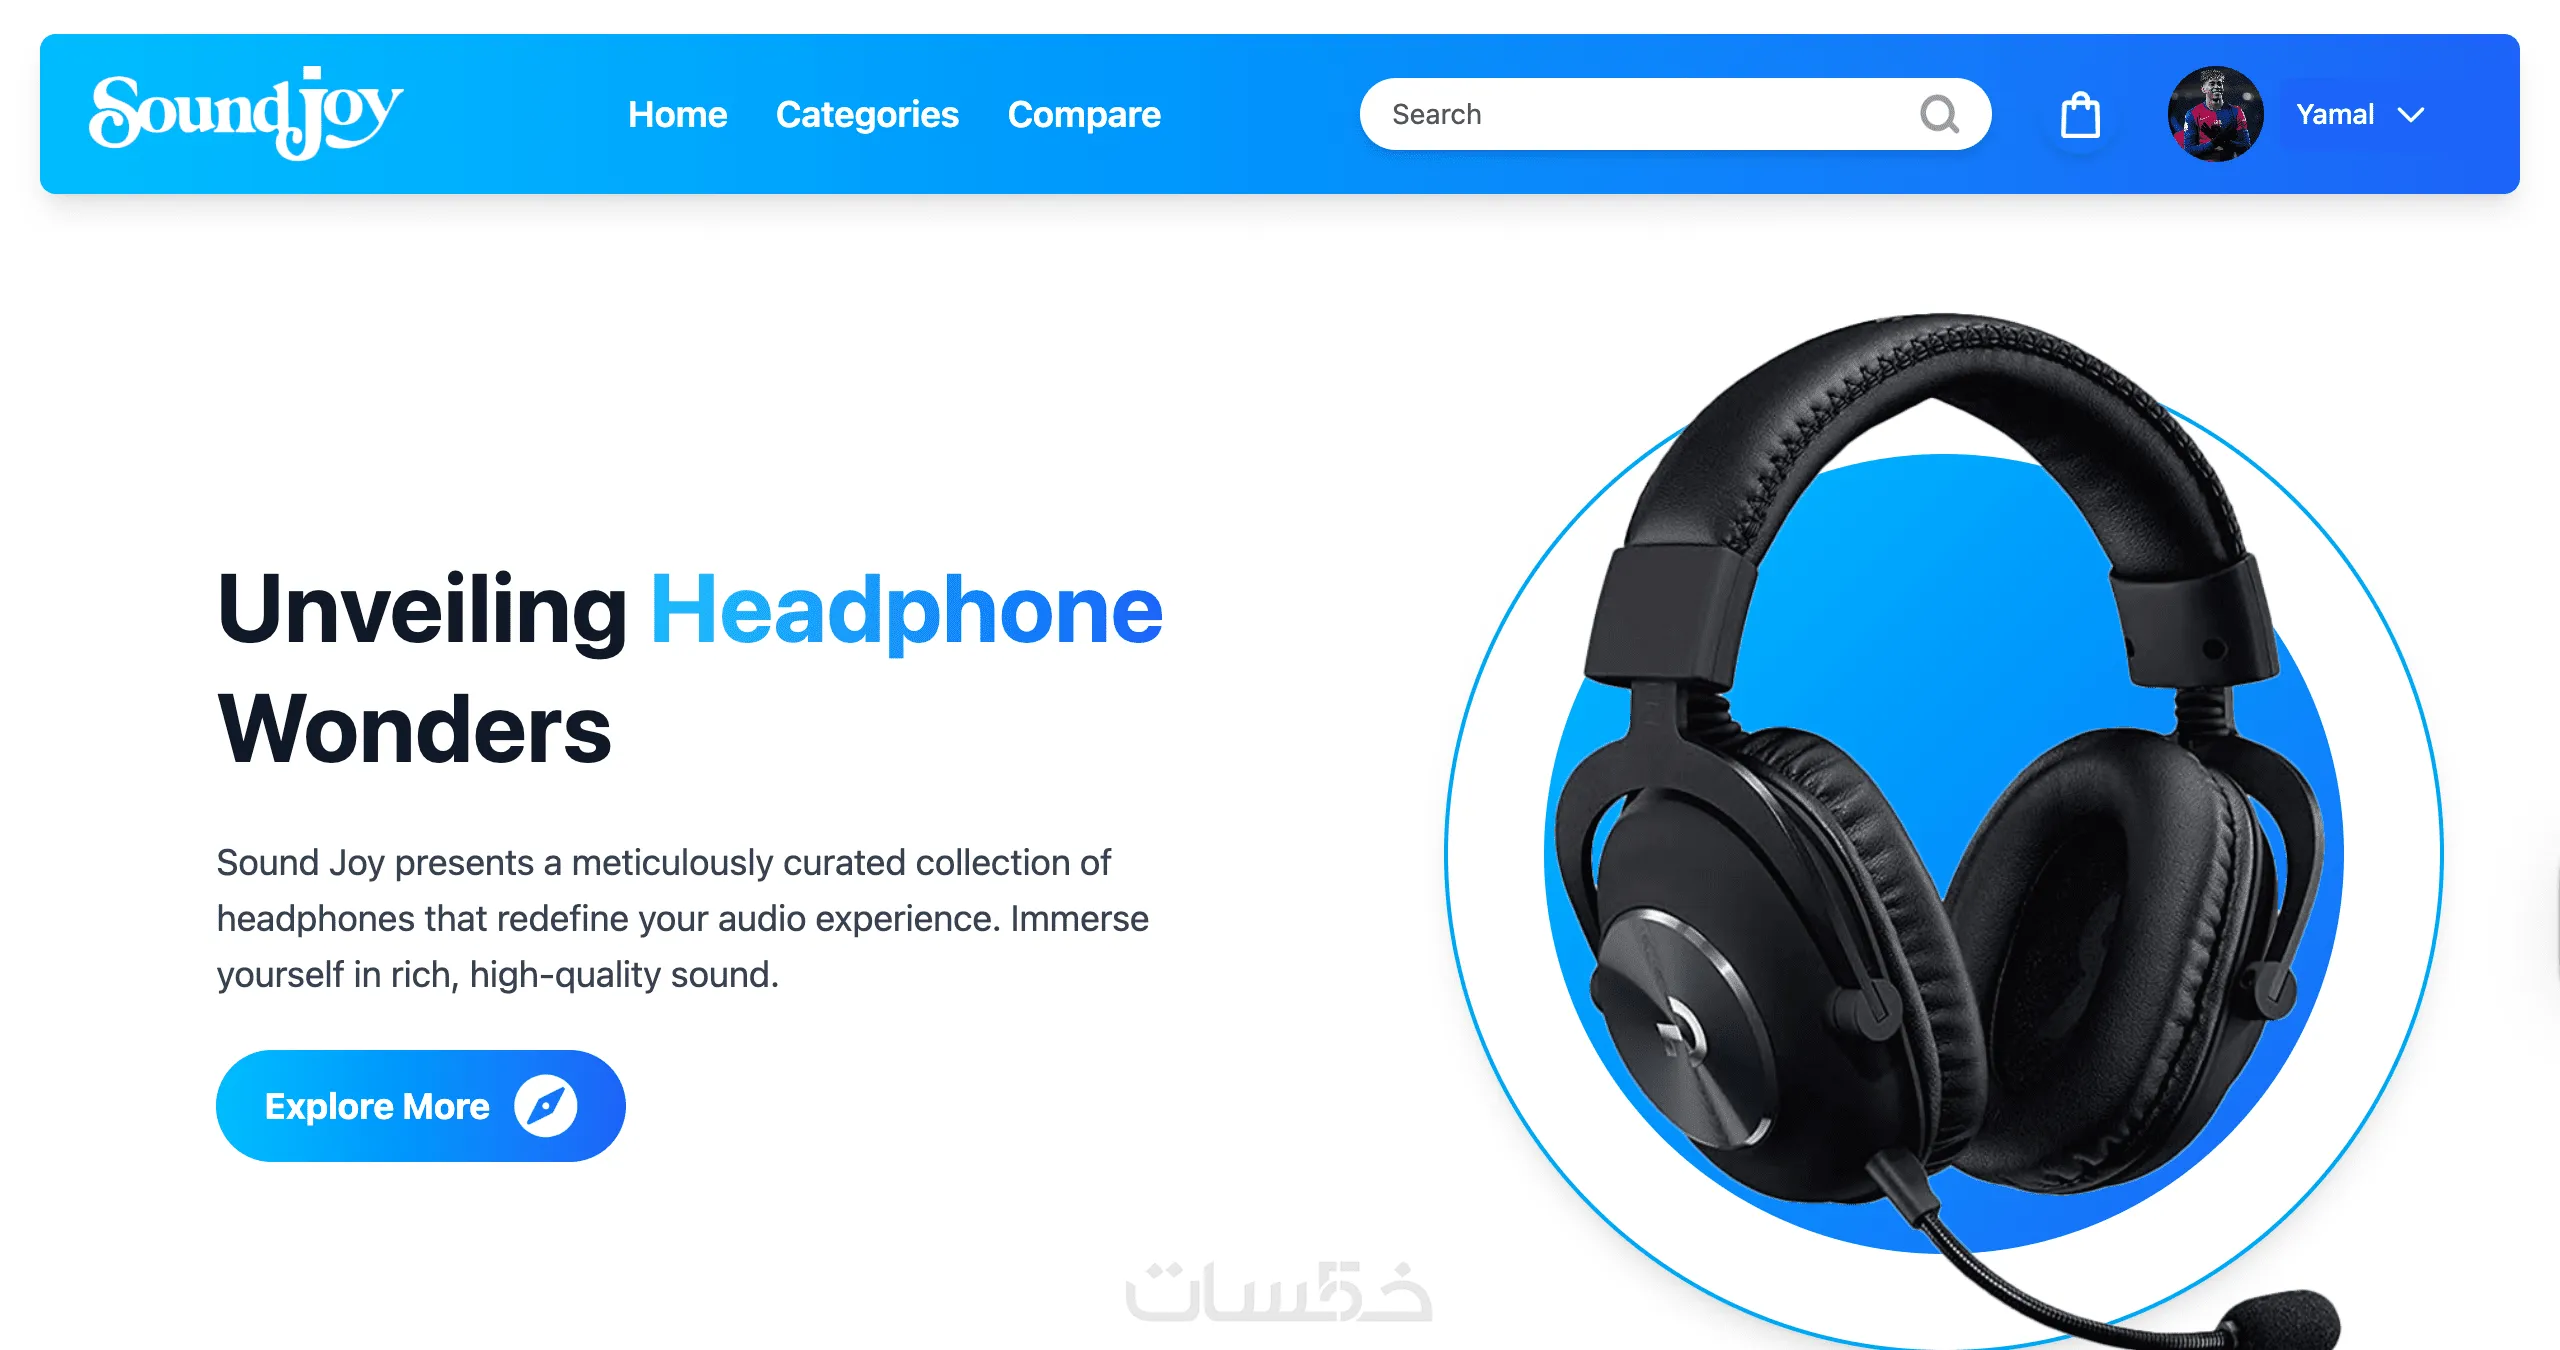 Soundjoy
Home Categories Compare
Search
Yamal
Unveiling Headphone
Wonders
Sound Joy presents a meticulously curated collection of
headphones that redefine your audio experience. Immerse
yourself in rich, high-quality sound.
Explore More
خمسات